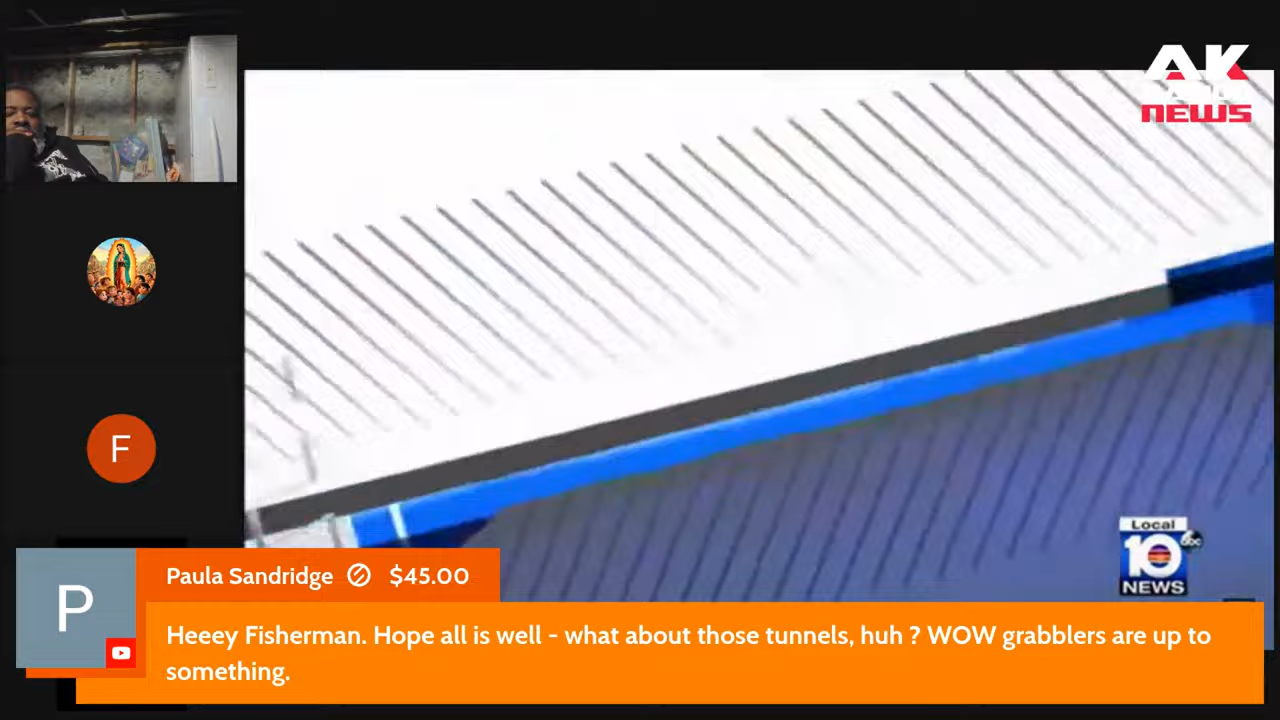 AK
NEWS
F
Local
10
abc
NEWS
P
Paula Sandridge $45.00
Heeey Fisherman. Hope all is well - what about those tunnels, huh ? WOW grabblers are up to
something.